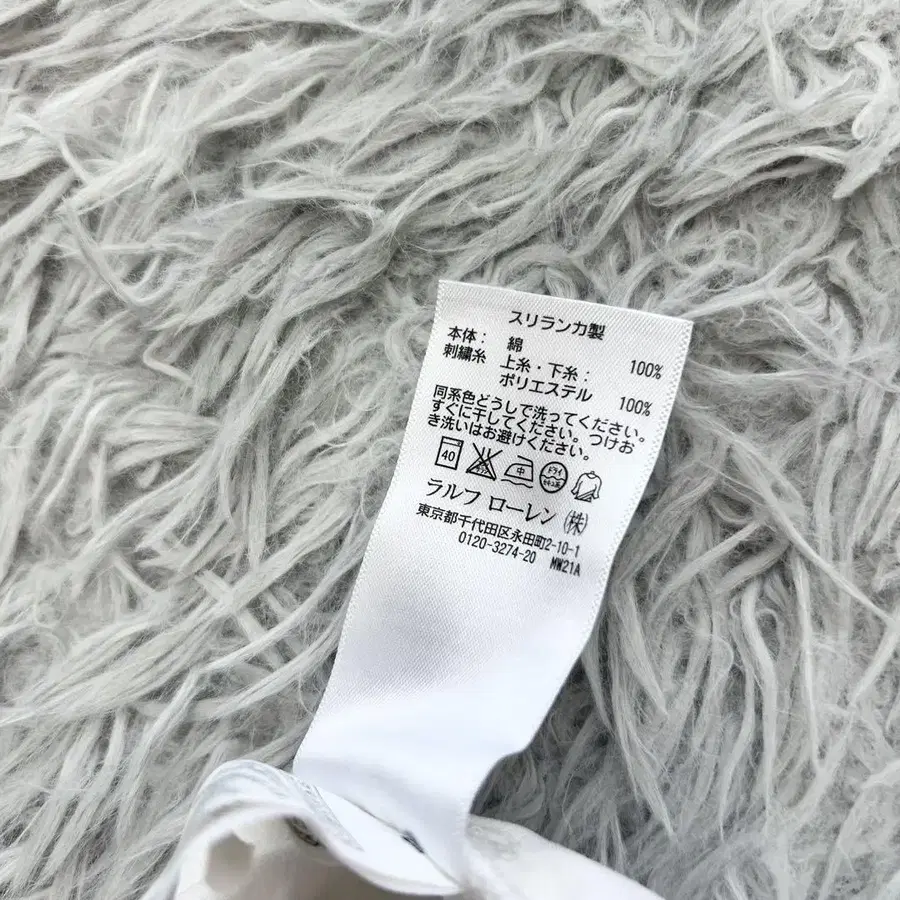 スリランカ製
本体： 綿 100%
刺繍糸 上糸・下糸：
ポリエステル 100%
同系色どうしで洗ってください。
すぐに干してください。つけお
き洗いはお避けください。
40 中 ドライ
ラルフ ローレン (株)
東京都千代田区永田町2-10-1
0120-3274-20 MW21A